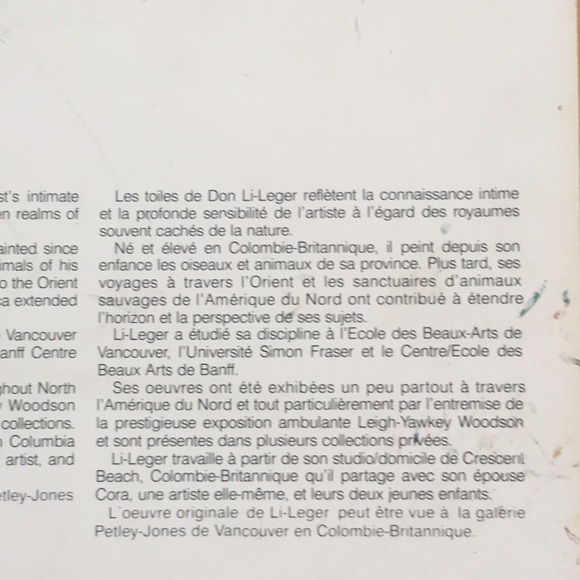 st's intimate
en realms of
ainted since
imals of his
o the Orient
ca extended
Vancouver
anff Centre
ghout North
Woodson
collections.
Columbia
artist, and
etley-Jones
Les toiles de Don Li-Leger reflètent la connaissance intime
et la profonde sensibilité de l'artiste à l'égard des royaumes
souvent cachés de la nature.
Né et élevé en Colombie-Britannique, il peint depuis son
enfance les oiseaux et animaux de sa province. Plus tard, ses
voyages à travers l'Orient et les sanctuaires d'animaux
sauvages de l'Amérique du Nord ont contribué à étendre
l'horizon et la perspective de ses sujets.
Li-Leger a étudié sa discipline à l'Ecole des Beaux-Arts de
Vancouver, l'Université Simon Fraser et le Centre/Ecole des
Beaux Arts de Banff.
Ses oeuvres ont été exhibées un peu partout à travers
l'Amérique du Nord et tout particulièrement par l'entremise de
la prestigieuse exposition ambulante Leigh-Yawkey Woodson
et sont présentes dans plusieurs collections privées.
Li-Leger travaille à partir de son studio/domicile de Crescent
Beach, Colombie-Britannique qu'il partage avec son épouse
Cora, une artiste elle-même, et leurs deux jeunes enfants.
L'oeuvre originale de Li-Leger peut être vue à la galerie
Petley-Jones de Vancouver en Colombie-Britannique.